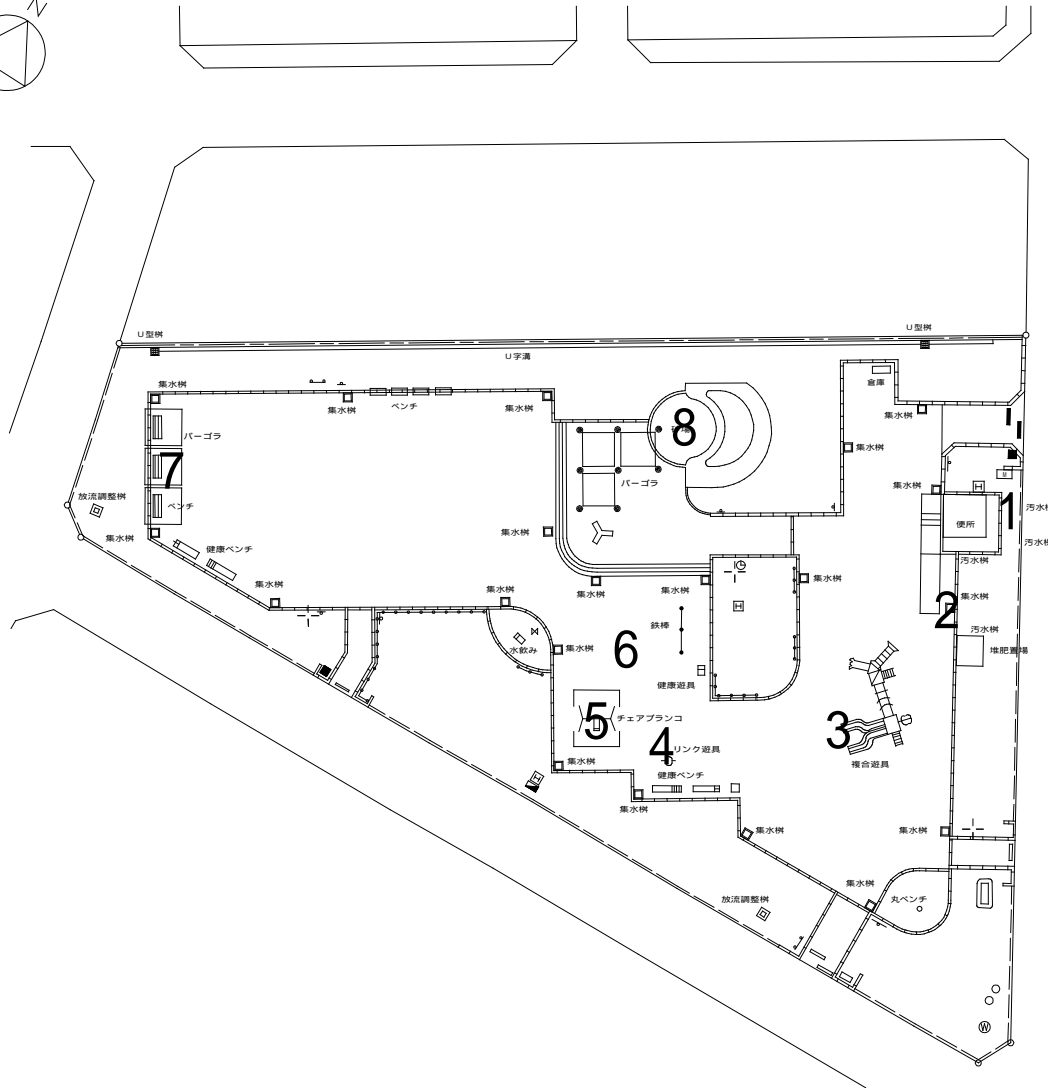 N
U型桝
U型桝
U字溝
集水桝
集水桝
ベンチ
集水桝
倉庫
集水桝
パーゴラ
8
集水桝
7
パーゴラ
集水桝
放流調整桝
ベンチ
1
汚水桝
便所
集水桝
集水桝
汚水桝
健康ベンチ
集水桝
集水桝
集水桝
集水桝
汚水桝
2
集水桝
鉄棒
汚水桝
6
水飲み
集水桝
堆肥置場
健康遊具
5
チェアブランコ
3
4
リンク遊具
複合遊具
集水桝
健康ベンチ
集水桝
集水桝
集水桝
集水桝
放流調整桝
丸ベンチ
W